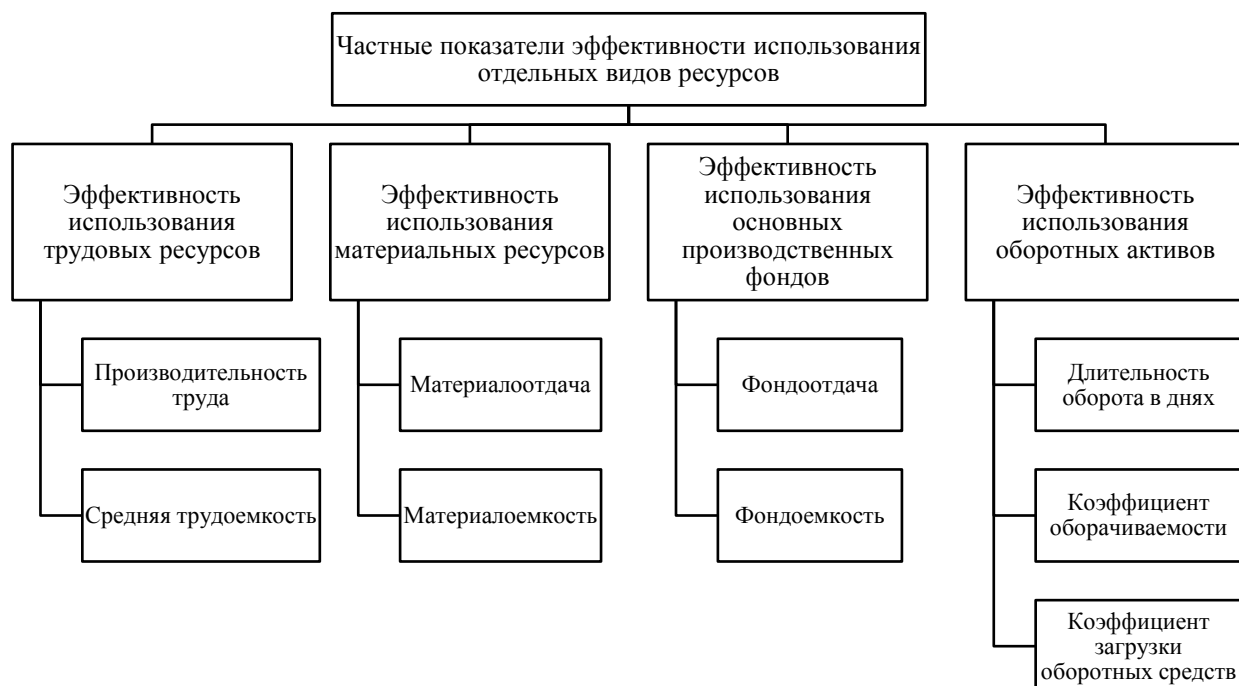 Частные показатели эффективности использования
отдельных видов ресурсов
Эффективность
использования
трудовых ресурсов
Производительность
труда
Средняя трудоемкость
Эффективность
использования
материальных ресурсов
Материалоотдача
Материалоемкость
Эффективность
использования
основных
производственных
фондов
Фондоотдача
Фондоемкость
Эффективность
использования
оборотных активов
Длительность
оборота в днях
Коэффициент
оборачиваемости
Коэффициент
загрузки
оборотных средств